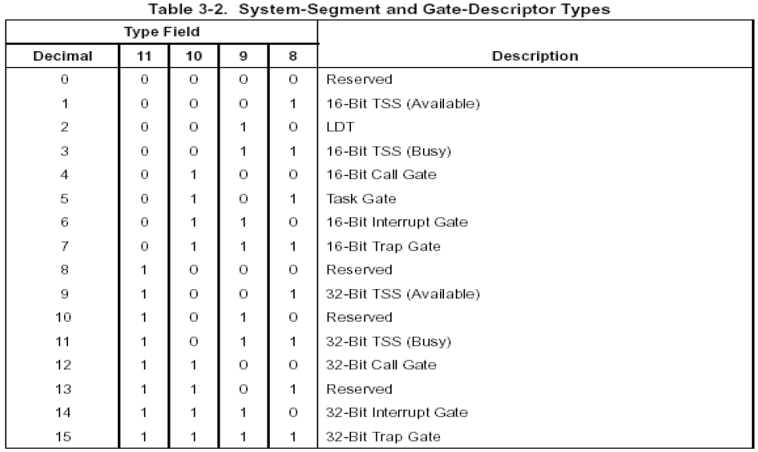 Table 3-2. System-Segment and Gate-Descriptor Types
Type Field
Decimal 11 10 9 8 Description
0 0 0 0 0 Reserved
1 0 0 0 1 16-Bit TSS (Available)
2 0 0 1 0 LDT
3 0 0 1 1 16-Bit TSS (Busy)
4 0 1 0 0 16-Bit Call Gate
5 0 1 0 1 Task Gate
6 0 1 1 0 16-Bit Interrupt Gate
7 0 1 1 1 16-Bit Trap Gate
8 1 0 0 0 Reserved
9 1 0 0 1 32-Bit TSS (Available)
10 1 0 1 0 Reserved
11 1 0 1 1 32-Bit TSS (Busy)
12 1 1 0 0 32-Bit Call Gate
13 1 1 0 1 Reserved
14 1 1 1 0 32-Bit Interrupt Gate
15 1 1 1 1 32-Bit Trap Gate